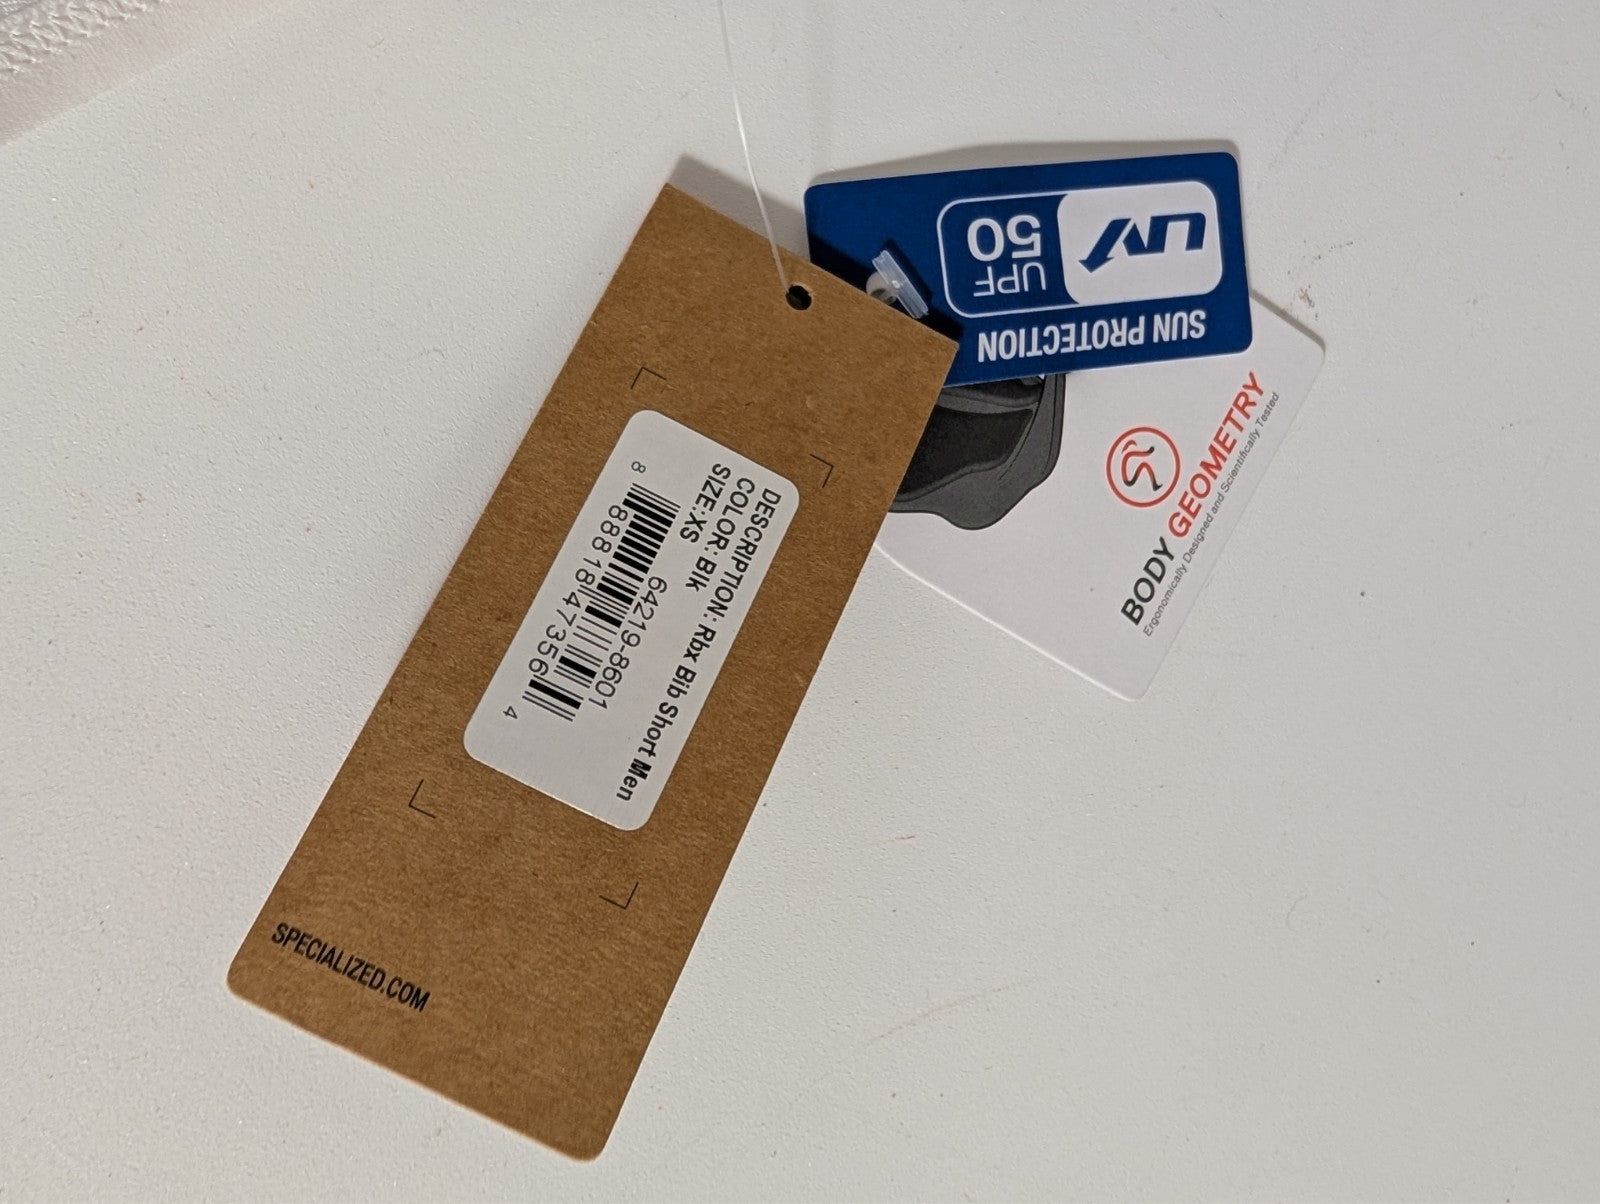 DESCRIPTION: Rbx Bib Short Men
COLOR: Blk
SIZE: XS
64219-8601
8 88818 47356 4
SPECIALIZED.COM
UV
UPF
50
SUN PROTECTION
BODY GEOMETRY
Ergonomically Designed and Scientifically Tested